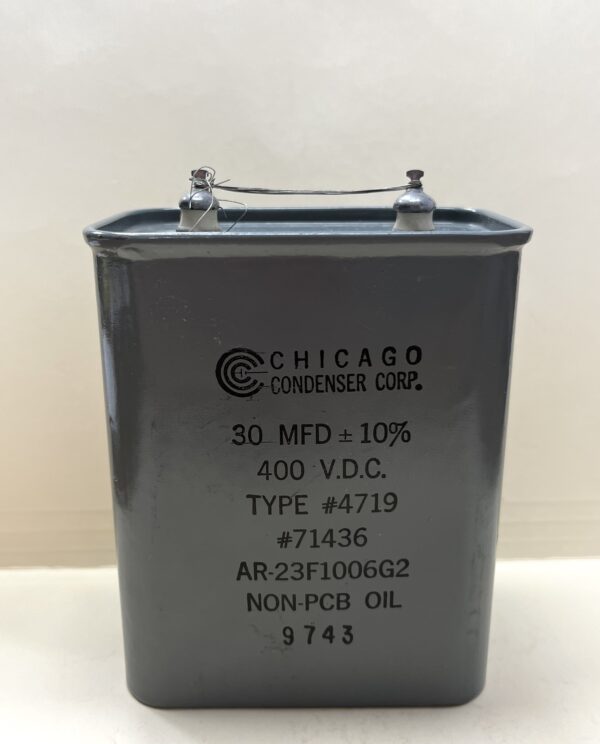 CHICAGO
CONDENSER CORP.
30 MFD ± 10%
400 V.D.C.
TYPE #4719
#71436
AR-23F1006G2
NON-PCB OIL
9743